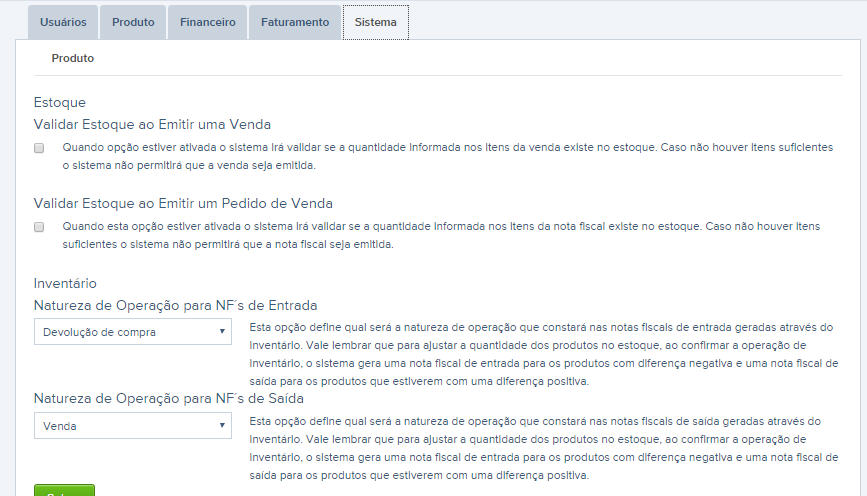 Usuários
Produto
Financeiro
Faturamento
Sistema
Produto
Estoque
Validar Estoque ao Emitir uma Venda
Quando opção estiver ativada o sistema irá validar se a quantidade informada nos itens da venda existe no estoque. Caso não houver itens suficientes
o sistema não permitirá que a venda seja emitida.
Validar Estoque ao Emitir um Pedido de Venda
Quando esta opção estiver ativada o sistema irá validar se a quantidade informada nos itens da nota fiscal existe no estoque. Caso não houver itens
suficientes o sistema não permitirá que a nota fiscal seja emitida.
Inventário
Natureza de Operação para NF´s de Entrada
Devolução de compra
Esta opção define qual será a natureza de operação que constará nas notas fiscais de entrada geradas através do
Inventário. Vale lembrar que para ajustar a quantidade dos produtos no estoque, ao confirmar a operação de
Inventário, o sistema gera uma nota fiscal de entrada para os produtos com diferença negativa e uma nota fiscal de
saída para os produtos que estiverem com uma diferença positiva.
Natureza de Operação para NF´s de Saída
Venda
Esta opção define qual será a natureza de operação que constará nas notas fiscais de saída geradas através do
Inventário. Vale lembrar que para ajustar a quantidade dos produtos no estoque, ao confirmar a operação de
Inventário, o sistema gera uma nota fiscal de entrada para os produtos com diferença negativa e uma nota fiscal de
saída para os produtos que estiverem com uma diferença positiva.